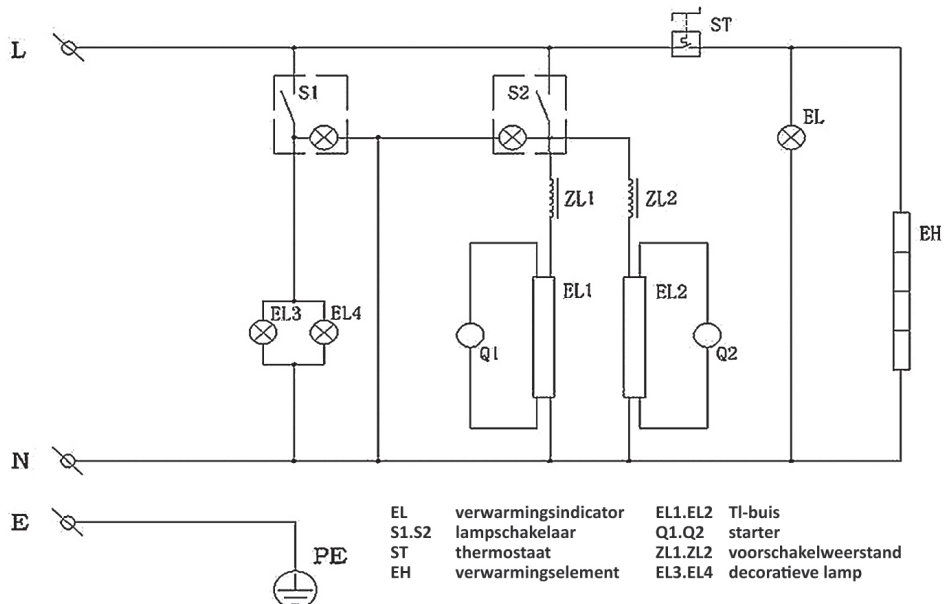 ST
L
S1
S2
EL
ZL1
ZL2
EH
EL3
EL4
EL1
EL2
Q1
Q2
N
E
PE
EL verwarmingsindicator EL1.EL2 Tl-buis
S1.S2 lampschakelaar Q1.Q2 starter
ST thermostaat ZL1.ZL2 voorschakelweerstand
EH verwarmingselement EL3.EL4 decoratieve lamp